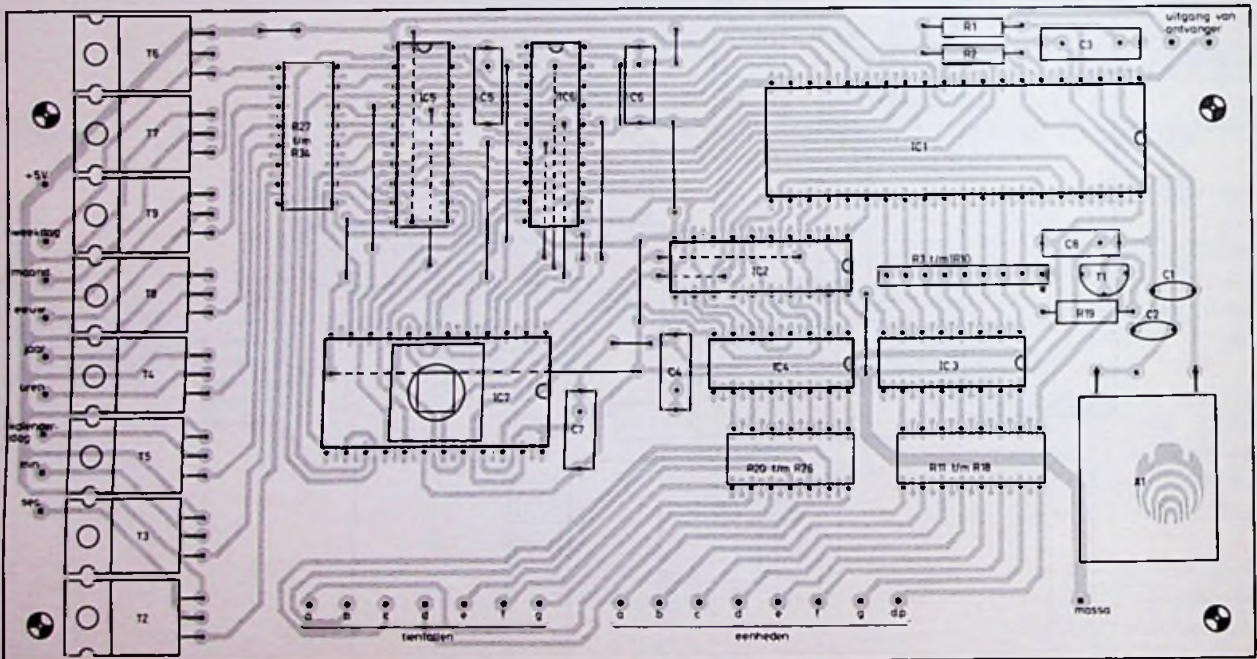 T6
R1
R2
C3
uitgang van
ontvanger
IC5
C5
IC6
C6
R27
t/m
R34
T7
+5V
T9
weekdag
maand
eeuw
T8
IC1
IC2
R3 t/m R10
C8
T1
C1
R19
C2
jaar
uren
T4
IC7
C7
C4
IC4
IC3
kalender-
dag
min
T5
R20 t/m R26
R11 t/m R18
X1
sec
T3
T2
a
b
c
d
e
f
g
tientallen
a
b
c
d
e
f
g
d.p
eenheden
massa